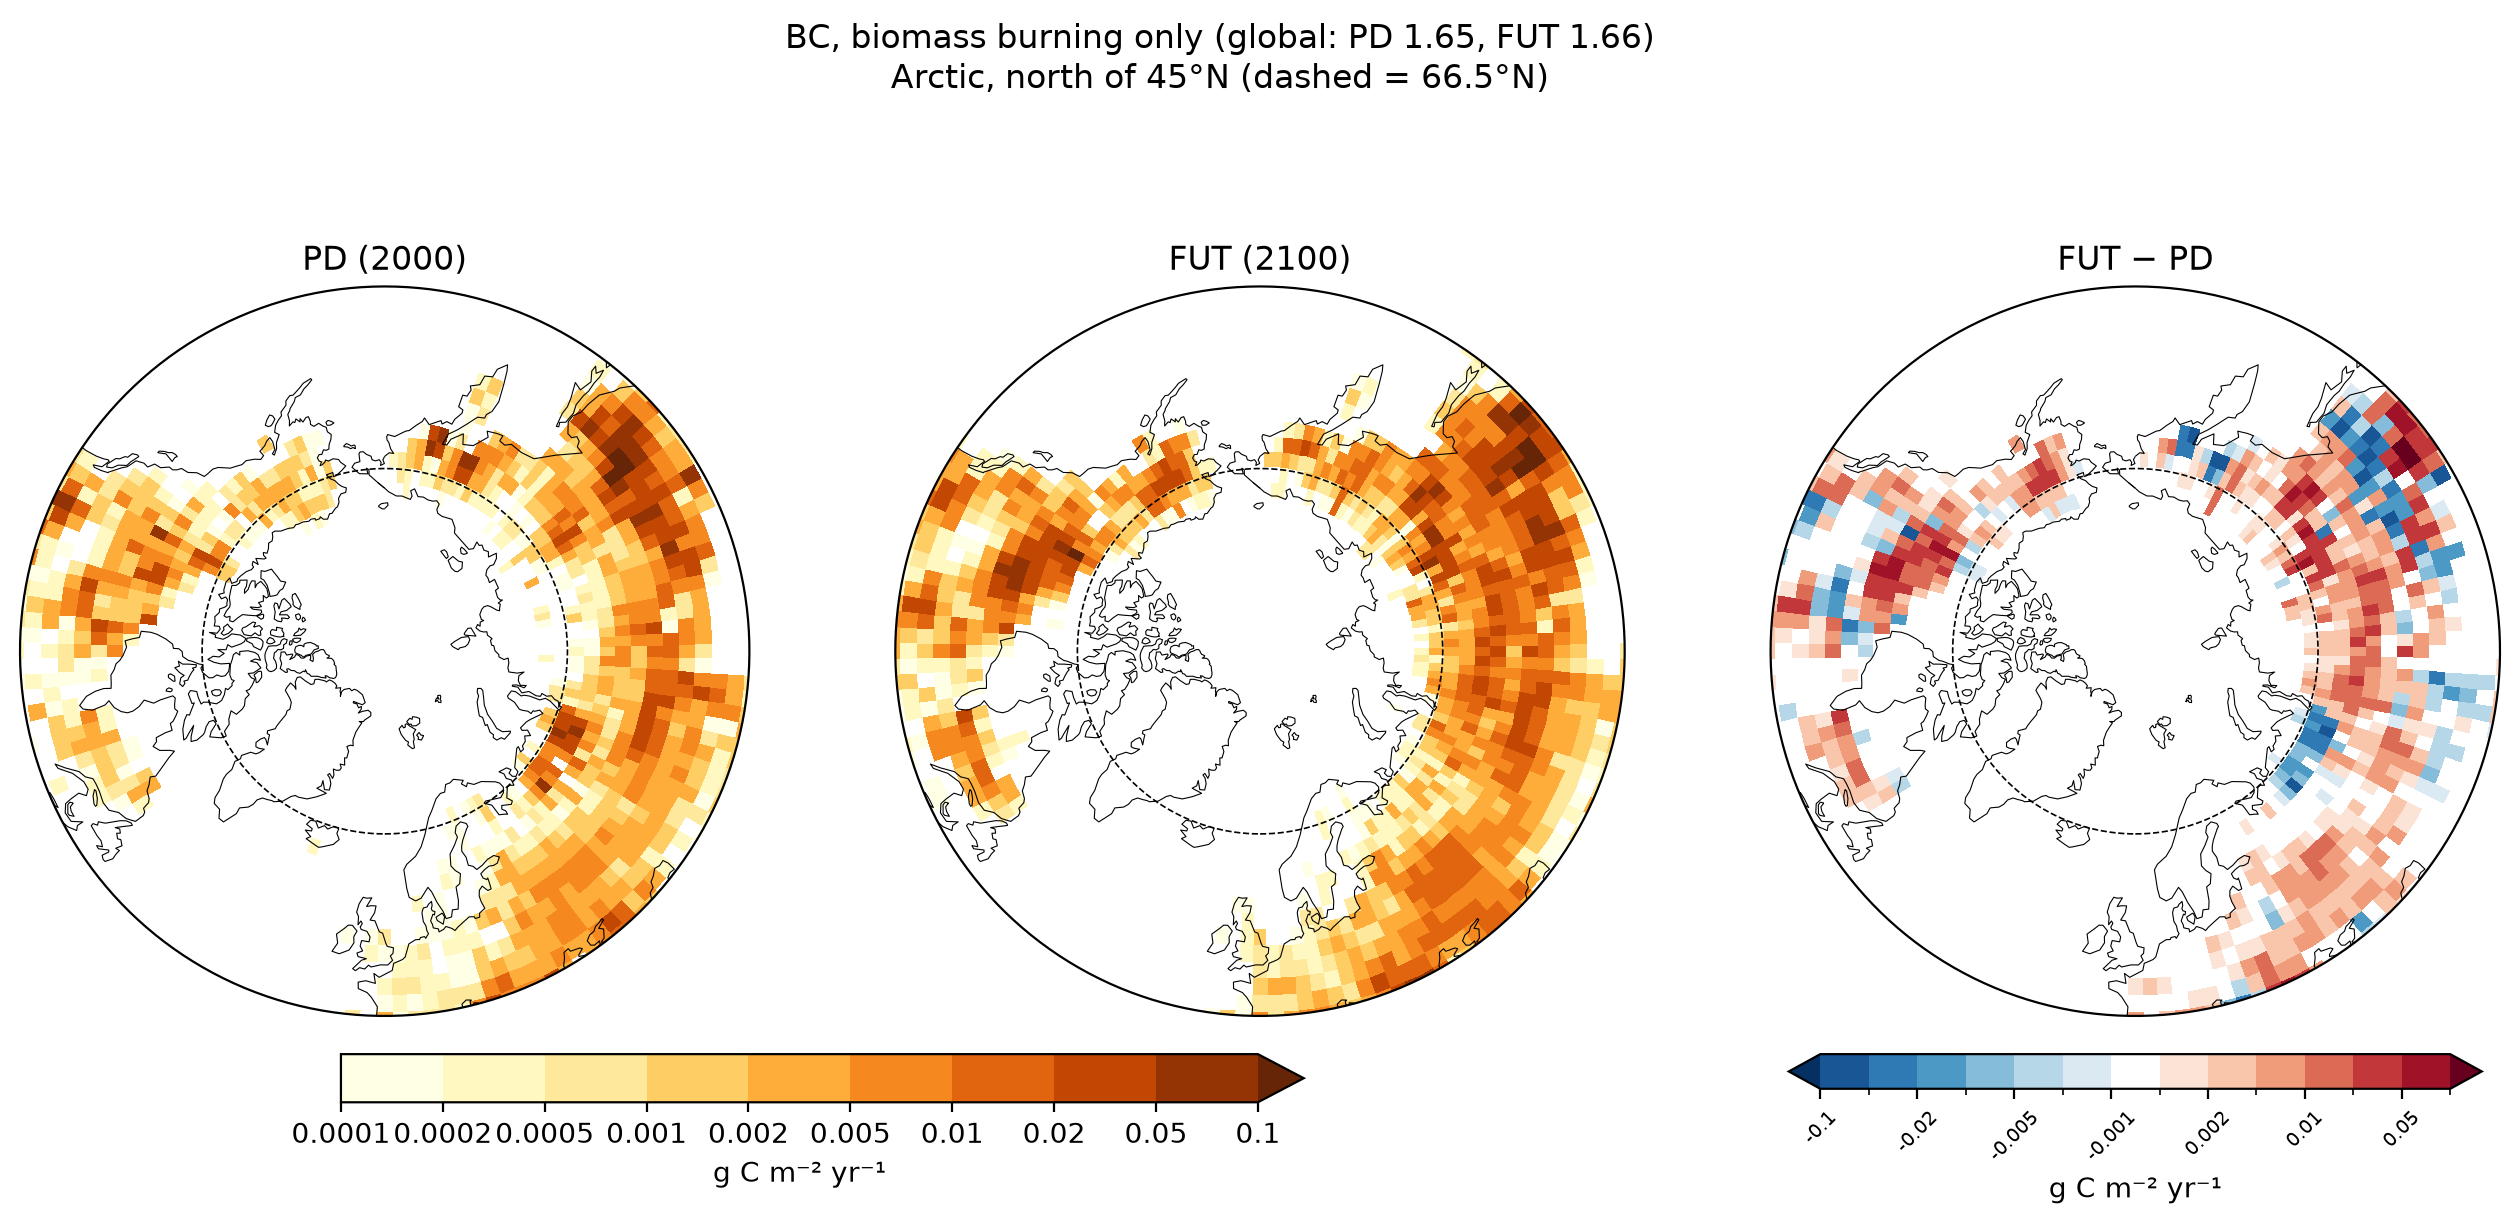 BC, biomass burning only (global: PD 1.65, FUT 1.66)
Arctic, north of 45°N (dashed = 66.5°N)
PD (2000)
FUT (2100)
FUT − PD
0.0001 0.0002 0.0005 0.001 0.002 0.005 0.01 0.02 0.05 0.1
g C m⁻² yr⁻¹
-0.1 -0.02 -0.005 -0.001 0.002 0.01 0.05
g C m⁻² yr⁻¹